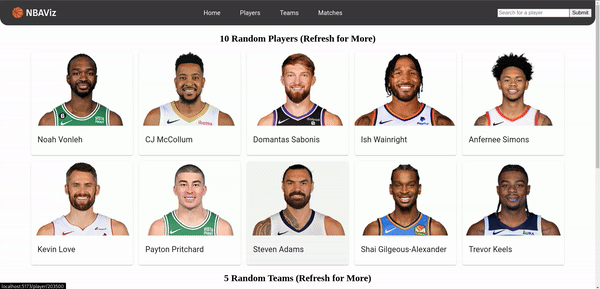 NBAViz
Home
Players
Teams
Matches
Search for a player
Submit
10 Random Players (Refresh for More)
Noah Vonleh
CJ McCollum
Domantas Sabonis
Ish Wainright
Anfernee Simons
Kevin Love
Payton Pritchard
Steven Adams
Shai Gilgeous-Alexander
Trevor Keels
5 Random Teams (Refresh for More)
localhost:5173/player/203500